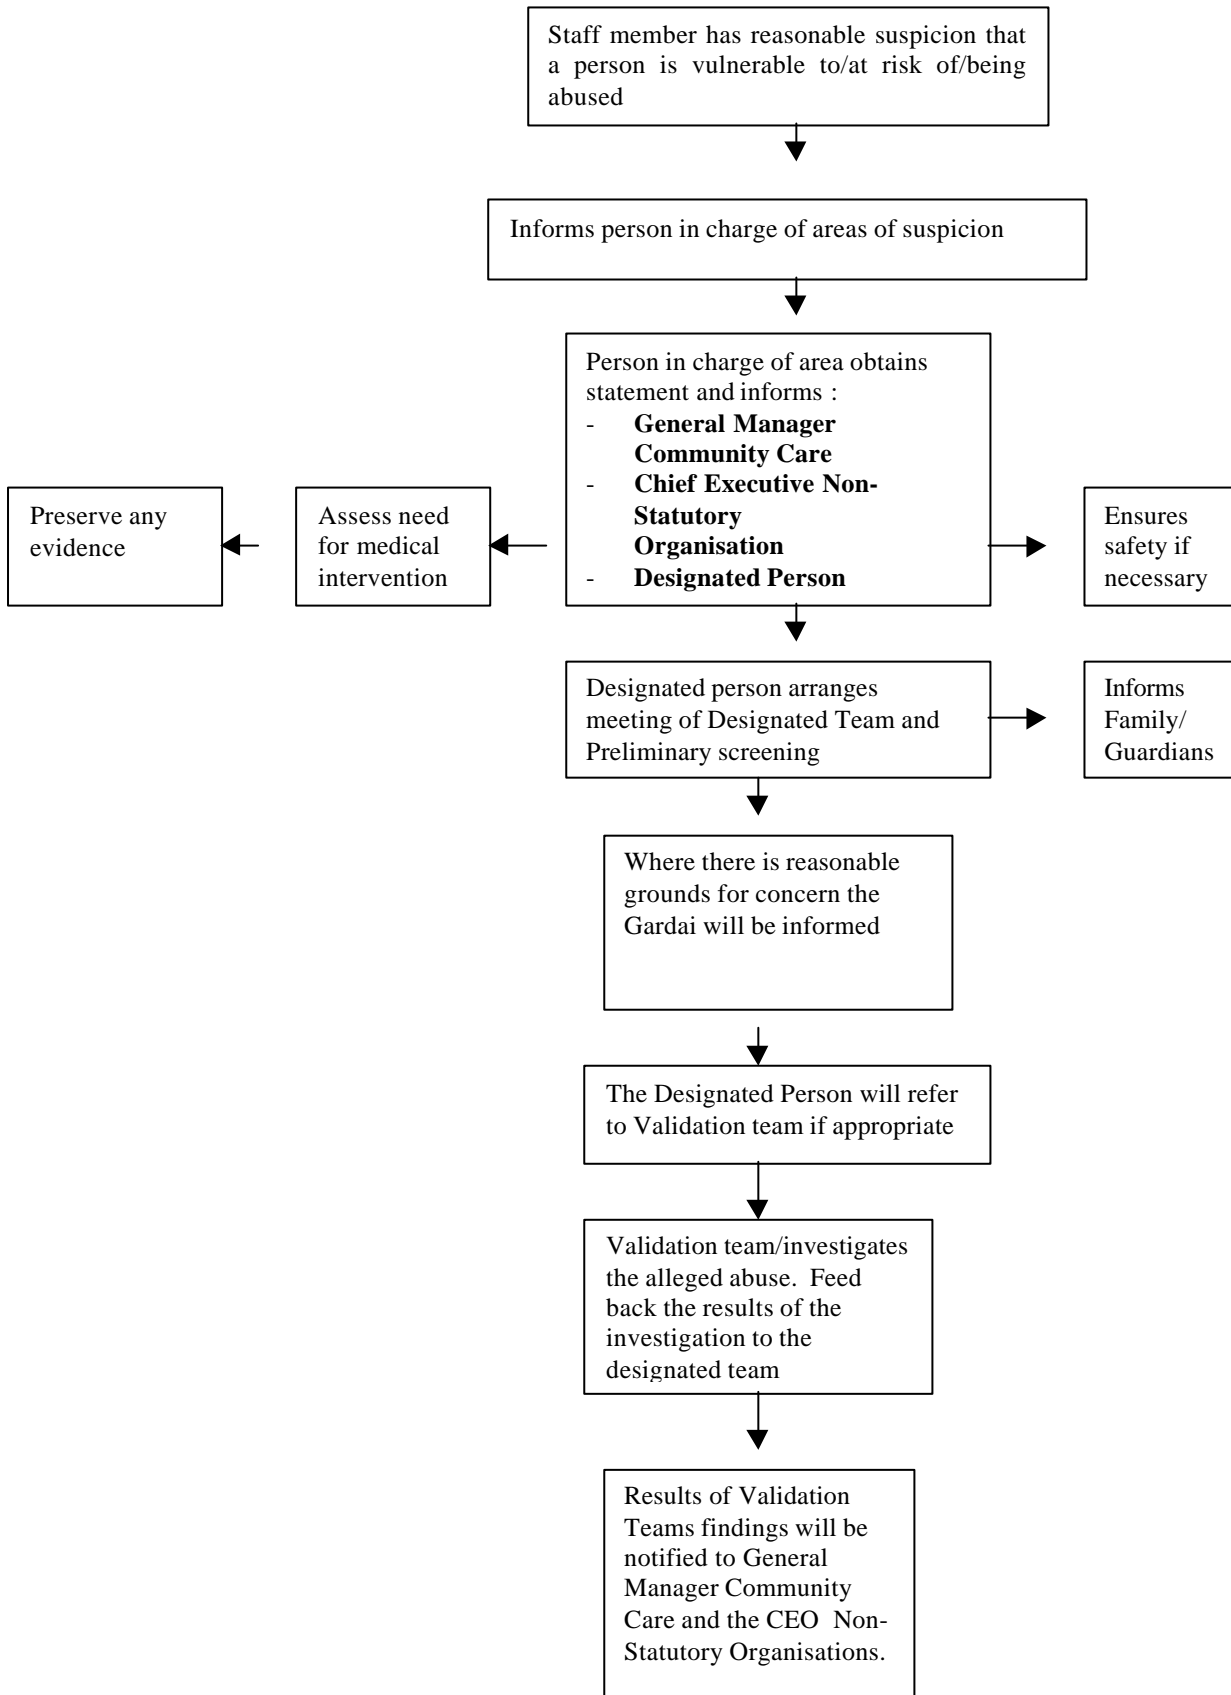 Staff member has reasonable suspicion that
a person is vulnerable to/at risk of/being
abused
Informs person in charge of areas of suspicion
Person in charge of area obtains
statement and informs :
- General Manager
Community Care
- Chief Executive Non-
Statutory
Organisation
- Designated Person
Preserve any
evidence
Assess need
for medical
intervention
Ensures
safety if
necessary
Designated person arranges
meeting of Designated Team and
Preliminary screening
Informs
Family/
Guardians
Where there is reasonable
grounds for concern the
Gardai will be informed
The Designated Person will refer
to Validation team if appropriate
Validation team/investigates
the alleged abuse. Feed
back the results of the
investigation to the
designated team
Results of Validation
Teams findings will be
notified to General
Manager Community
Care and the CEO Non-
Statutory Organisations.